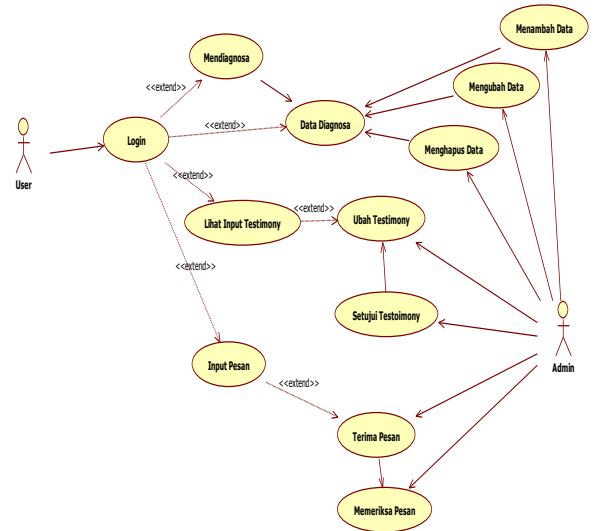 Menambah Data
Mendiagnosa
Mengubah Data
<<extend>>
Data Diagnosa
<<extend>>
Login
Menghapus Data
User
<<extend>>
<<extend>>
Lihat Input Testimony
Ubah Testimony
<<extend>>
Setujui Testoimony
Input Pesan
Admin
<<extend>>
Terima Pesan
Memeriksa Pesan